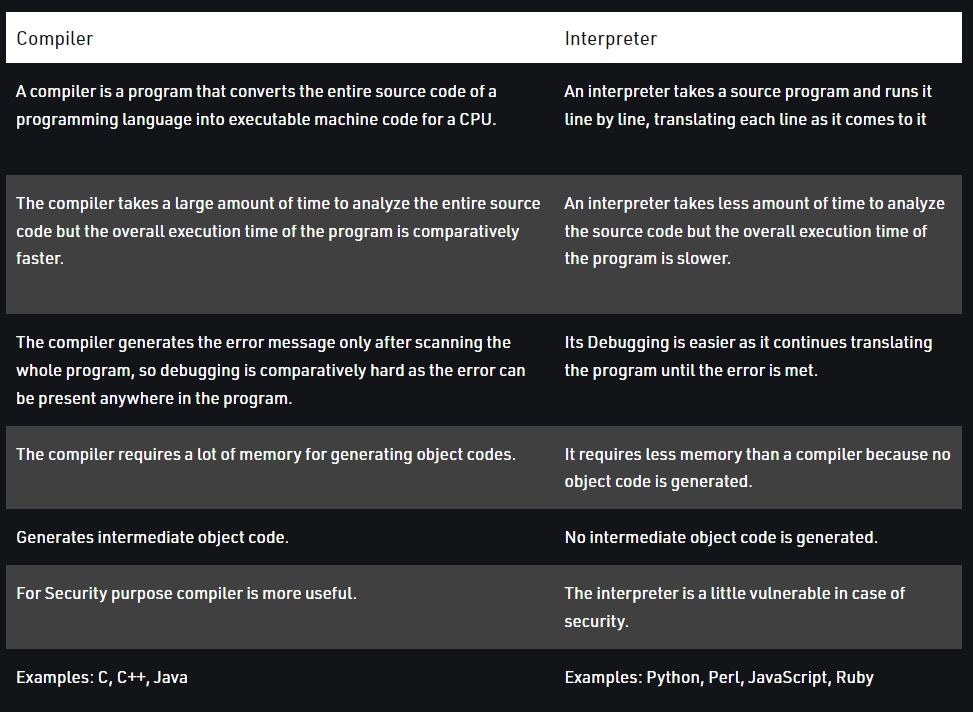 Compiler
Interpreter
A compiler is a program that converts the entire source code of a
programming language into executable machine code for a CPU.
An interpreter takes a source program and runs it
line by line, translating each line as it comes to it
The compiler takes a large amount of time to analyze the entire source
code but the overall execution time of the program is comparatively
faster.
An interpreter takes less amount of time to analyze
the source code but the overall execution time of
the program is slower.
The compiler generates the error message only after scanning the
whole program, so debugging is comparatively hard as the error can
be present anywhere in the program.
Its Debugging is easier as it continues translating
the program until the error is met.
The compiler requires a lot of memory for generating object codes.
It requires less memory than a compiler because no
object code is generated.
Generates intermediate object code.
No intermediate object code is generated.
For Security purpose compiler is more useful.
The interpreter is a little vulnerable in case of
security.
Examples: C, C++, Java
Examples: Python, Perl, JavaScript, Ruby